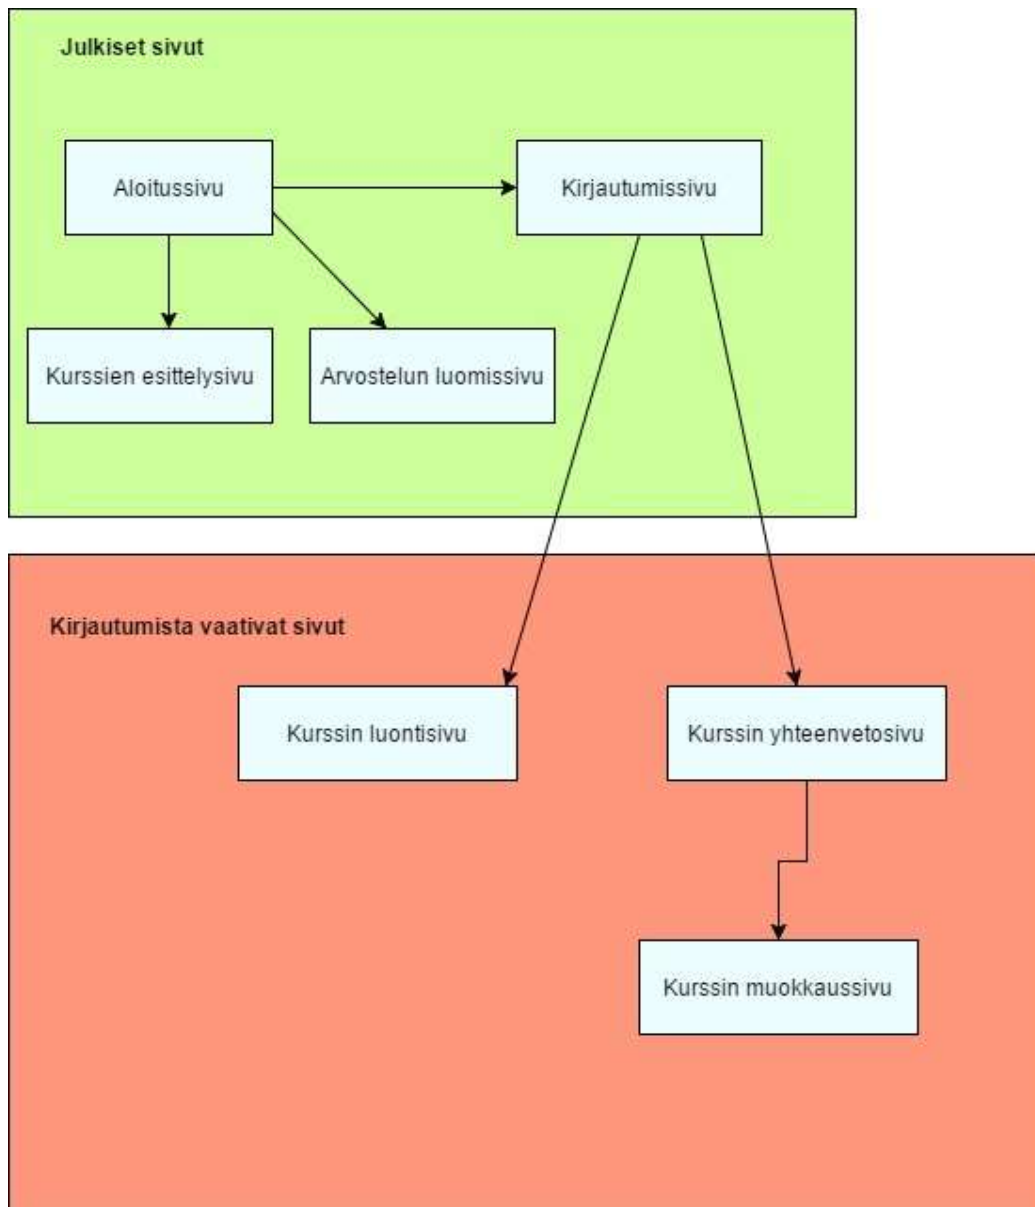 Julkiset sivut
Aloitussivu
Kirjautumissivu
Kurssien esittelysivu
Arvostelun luomissivu
Kirjautumista vaativat sivut
Kurssin luontisivu
Kurssin yhteenvetosivu
Kurssin muokkaussivu